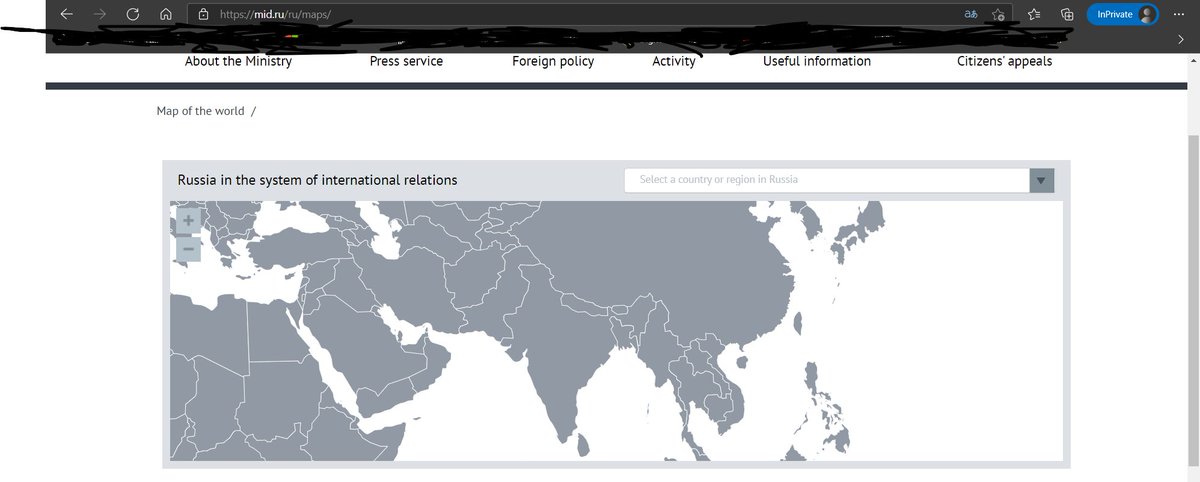 https://mid.ru/ru/maps/
InPrivate
About the Ministry Press service Foreign policy Activity Useful information Citizens' appeals
Map of the world /
Russia in the system of international relations
Select a country or region in Russia